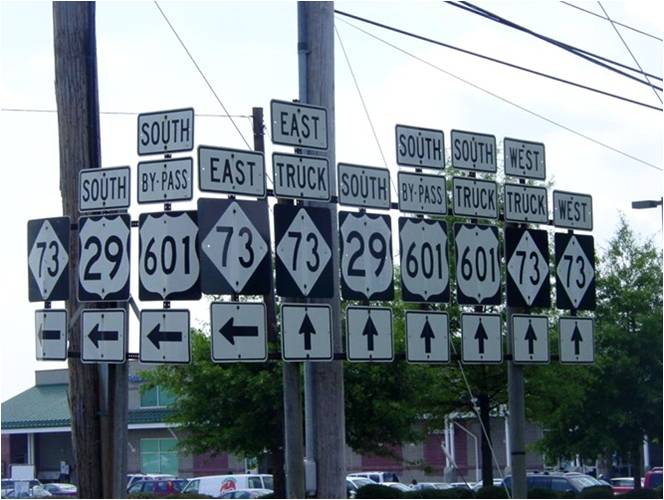 73
SOUTH
29
SOUTH
BY-PASS
601
EAST
73
EAST
TRUCK
73
SOUTH
29
SOUTH
BY-PASS
601
SOUTH
TRUCK
601
WEST
TRUCK
73
WEST
73